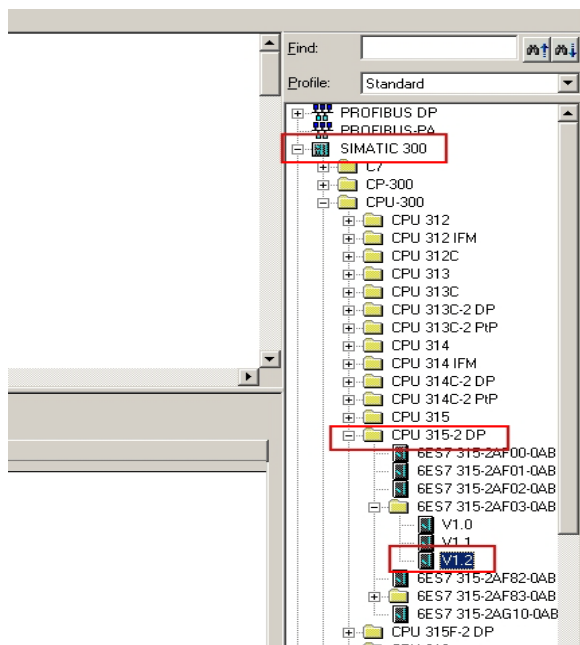 Find:
Profile: Standard
PROFIBUS DP
PROFIBUS-PA
SIMATIC 300
C7
CP-300
CPU-300
CPU 312
CPU 312 IFM
CPU 312C
CPU 313
CPU 313C
CPU 313C-2 DP
CPU 313C-2 PtP
CPU 314
CPU 314 IFM
CPU 314C-2 DP
CPU 314C-2 PtP
CPU 315
CPU 315-2 DP
6ES7 315-2AF00-0AB
6ES7 315-2AF01-0AB
6ES7 315-2AF02-0AB
6ES7 315-2AF03-0AB
V1.0
V1.1
V1.2
6ES7 315-2AF82-0AB
6ES7 315-2AF83-0AB
6ES7 315-2AG10-0AB
CPU 315F-2 DP